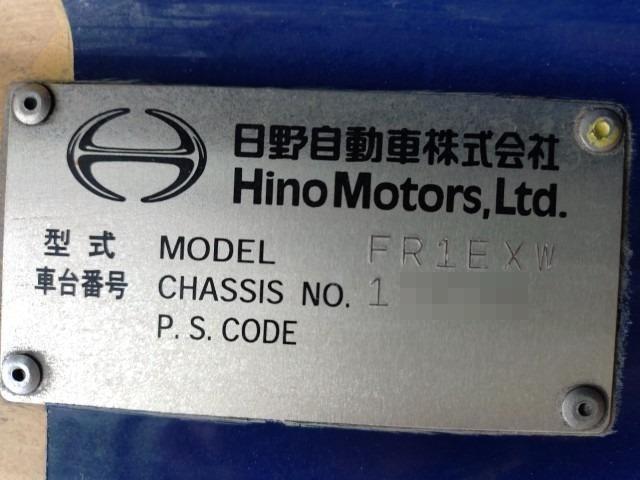 日野自動車株式会社
Hino Motors, Ltd.
型式 MODEL FR1EXW
車台番号 CHASSIS NO. 1
P. S. CODE